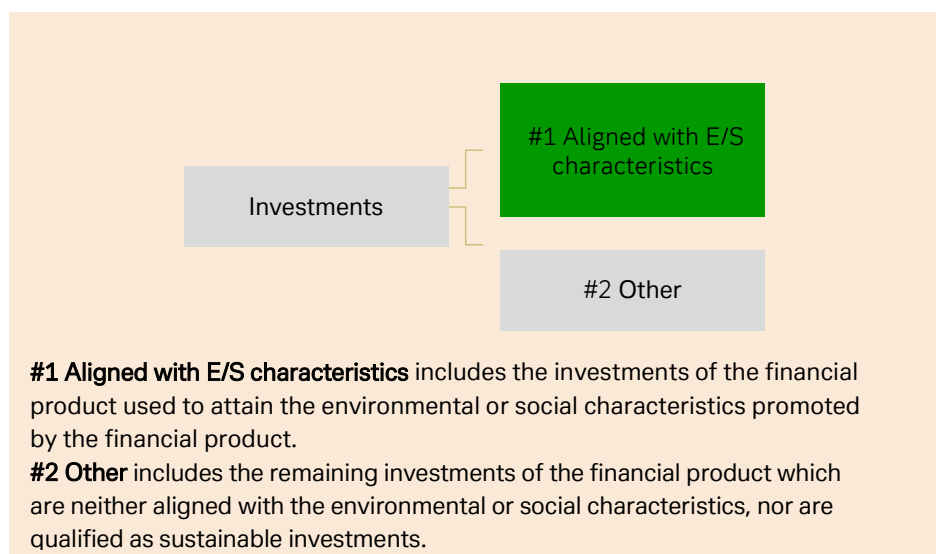 #1 Aligned with E/S
characteristics
Investments
#2 Other
#1 Aligned with E/S characteristics includes the investments of the financial
product used to attain the environmental or social characteristics promoted
by the financial product.
#2 Other includes the remaining investments of the financial product which
are neither aligned with the environmental or social characteristics, nor are
qualified as sustainable investments.